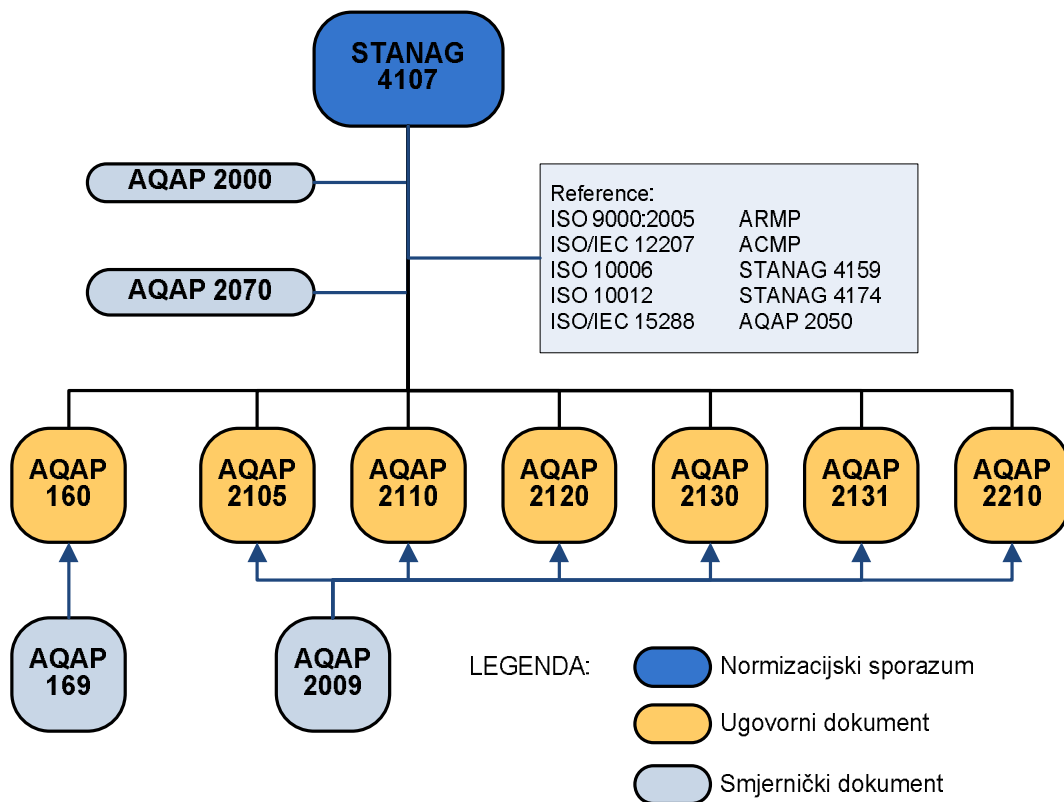 STANAG
4107
AQAP 2000
AQAP 2070
Reference:
ISO 9000:2005 ARMP
ISO/IEC 12207 ACMP
ISO 10006 STANAG 4159
ISO 10012 STANAG 4174
ISO/IEC 15288 AQAP 2050
AQAP
160
AQAP
2105
AQAP
2110
AQAP
2120
AQAP
2130
AQAP
2131
AQAP
2210
AQAP
169
AQAP
2009
LEGENDA:
Normizacijski sporazum
Ugovorni dokument
Smjernički dokument